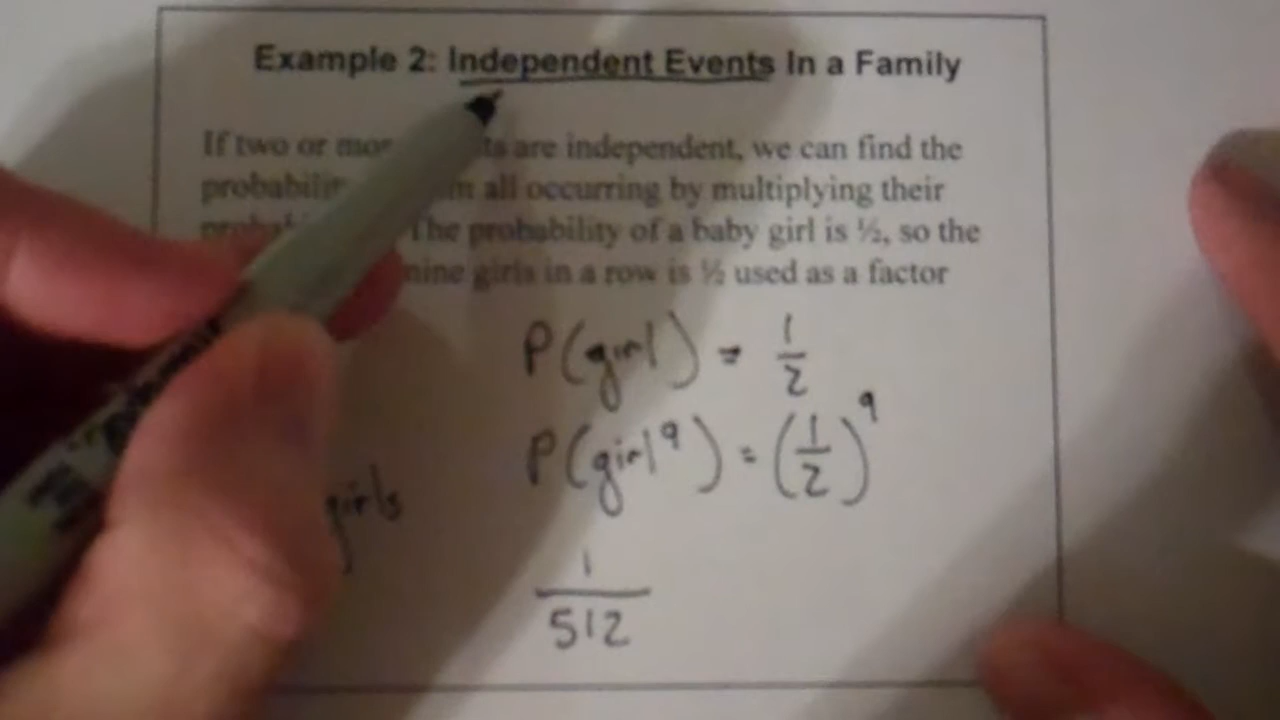 Example 2: Independent Events In a Family
If two or are independent, we can find the
all occurring by multiplying their
The probability of a baby girl is ½, so the
nine girls in a row is ½ used as a factor
P(girl) = 1/2
P(girl⁹) = (1/2)⁹
girls
1/512